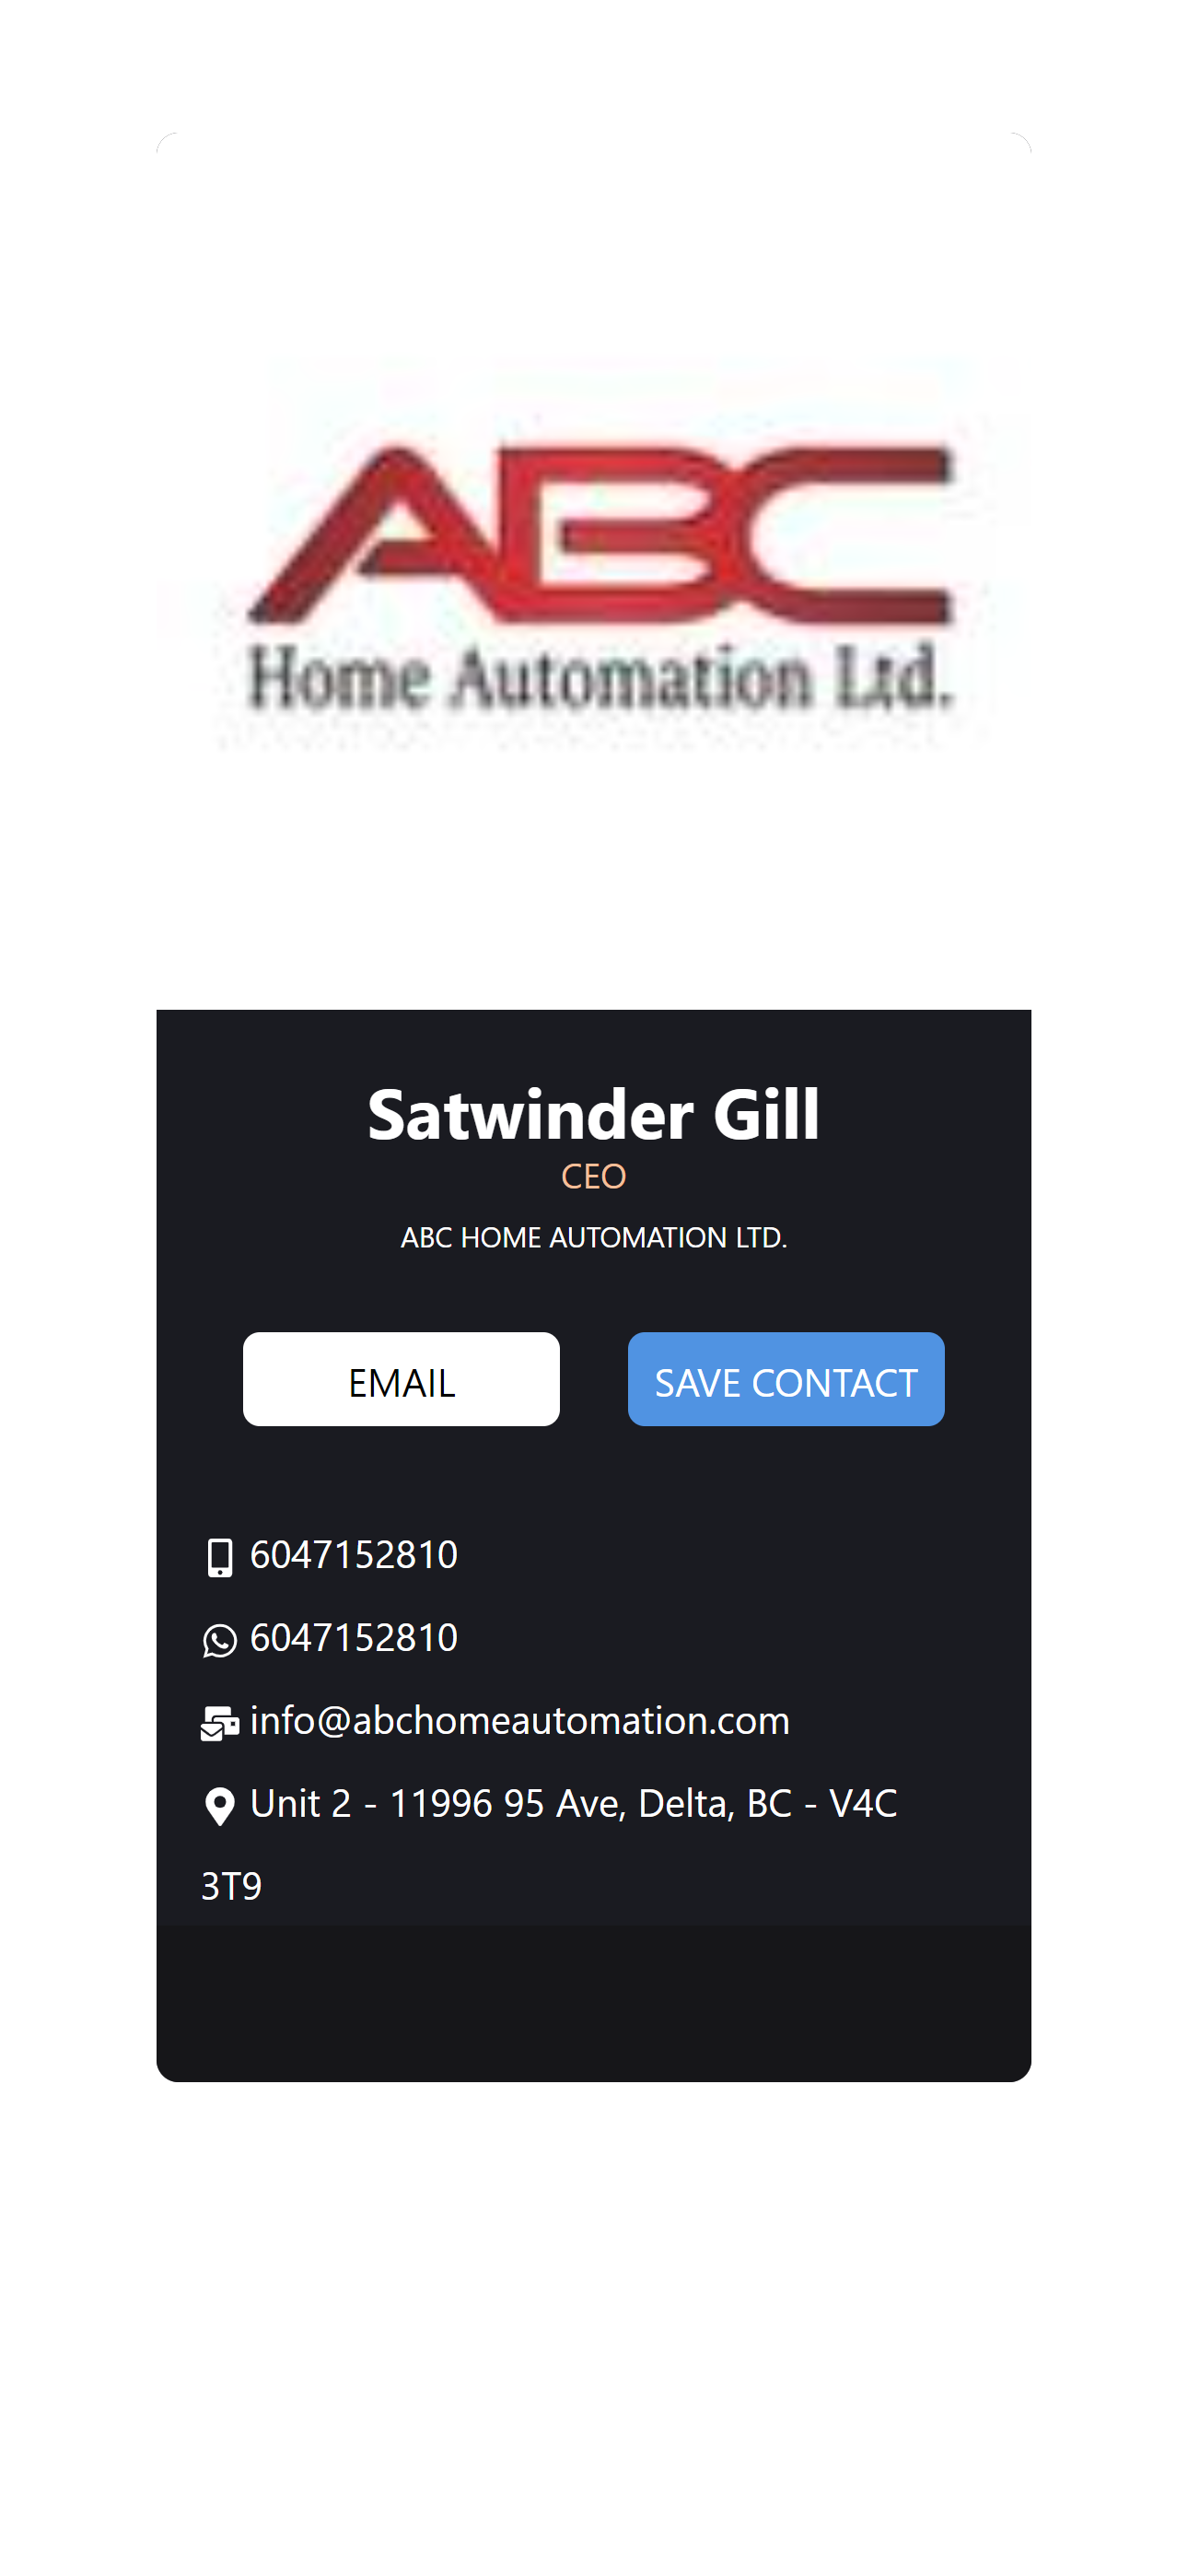 ABC
Home Automation Ltd.
Satwinder Gill
CEO
ABC HOME AUTOMATION LTD.
EMAIL
SAVE CONTACT
6047152810
6047152810
info@abchomeautomation.com
Unit 2 - 11996 95 Ave, Delta, BC - V4C
3T9